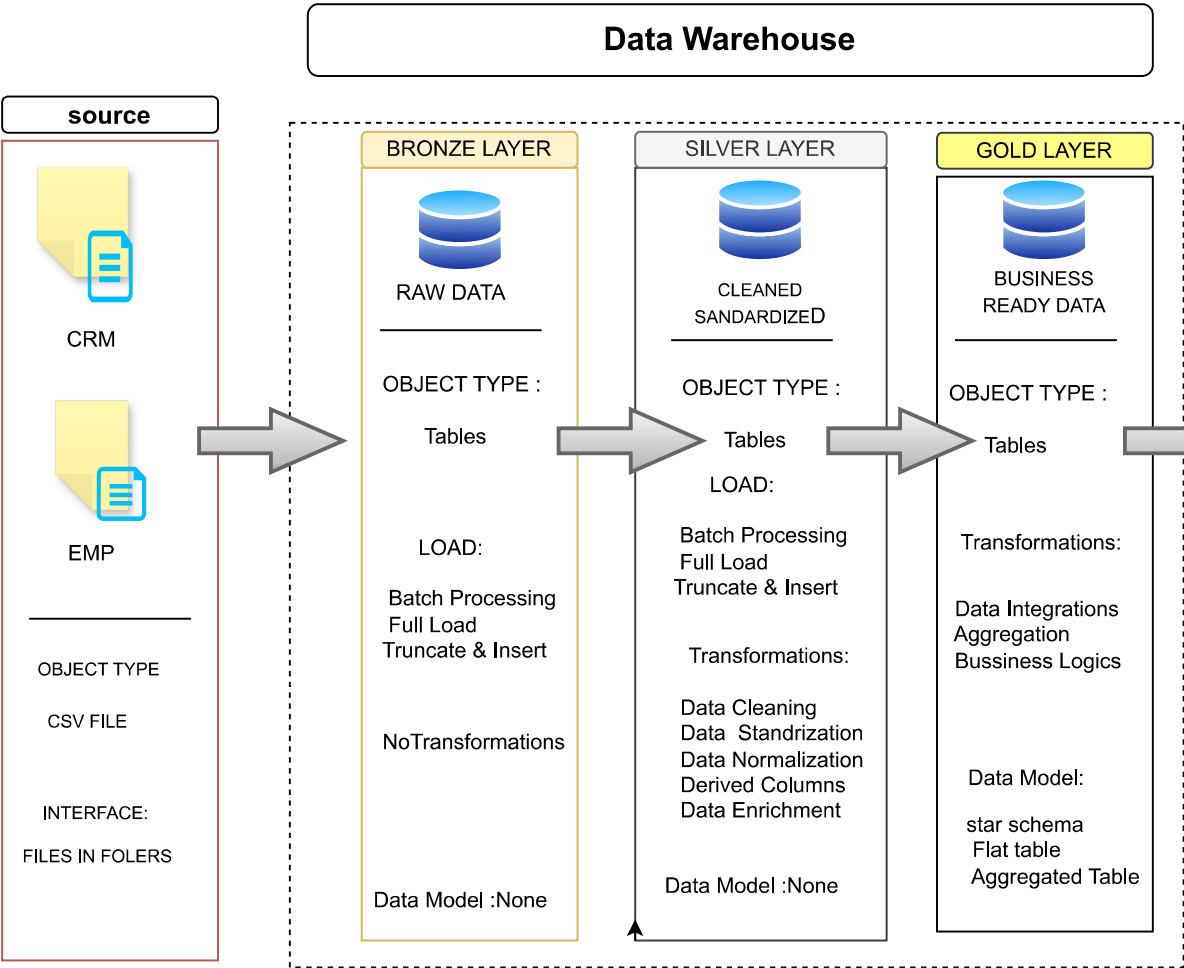 Data Warehouse
source
CRM
EMP
OBJECT TYPE
CSV FILE
INTERFACE:
FILES IN FOLERS
BRONZE LAYER
RAW DATA
OBJECT TYPE :
Tables
LOAD:
Batch Processing
Full Load
Truncate & Insert
NoTransformations
Data Model :None
SILVER LAYER
CLEANED
SANDARDIZED
OBJECT TYPE :
Tables
LOAD:
Batch Processing
Full Load
Truncate & Insert
Transformations:
Data Cleaning
Data  Standrization
Data Normalization
Derived Columns
Data Enrichment
Data Model :None
GOLD LAYER
BUSINESS
READY DATA
OBJECT TYPE :
Tables
Transformations:
Data Integrations
Aggregation
Bussiness Logics
Data Model:
star schema
Flat table
Aggregated Table